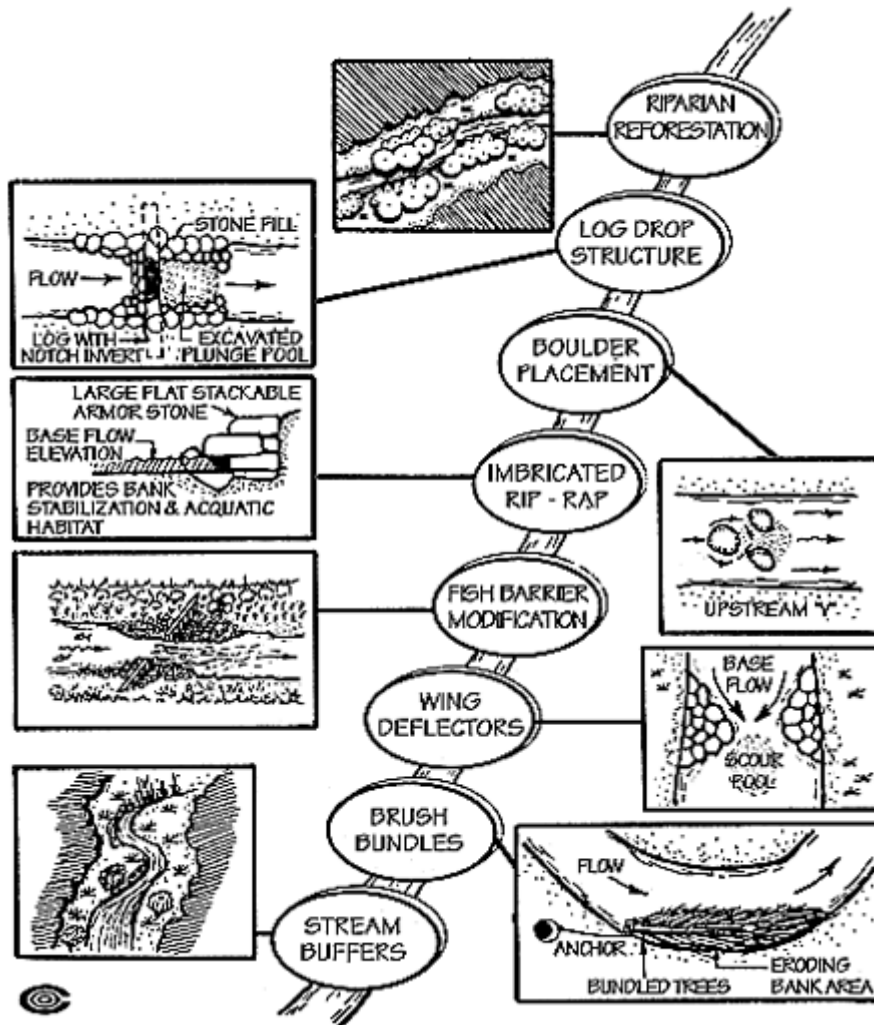 RIPARIAN
REFORESTATION
LOG DROP
STRUCTURE
STONE FILL
FLOW
LOG WITH
NOTCH INVERT
EXCAVATED
PLUNGE POOL
BOULDER
PLACEMENT
LARGE FLAT STACKABLE
ARMOR STONE
BASE FLOW
ELEVATION
PROVIDES BANK
STABILIZATION & ACQUATIC
HABITAT
IMBRICATED
RIP - RAP
UPSTREAM "V"
FISH BARRIER
MODIFICATION
WING
DEFLECTORS
BASE
FLOW
SCOUR
POOL
BRUSH
BUNDLES
FLOW
ANCHOR
BUNDLED TREES
ERODING
BANK AREA
STREAM
BUFFERS